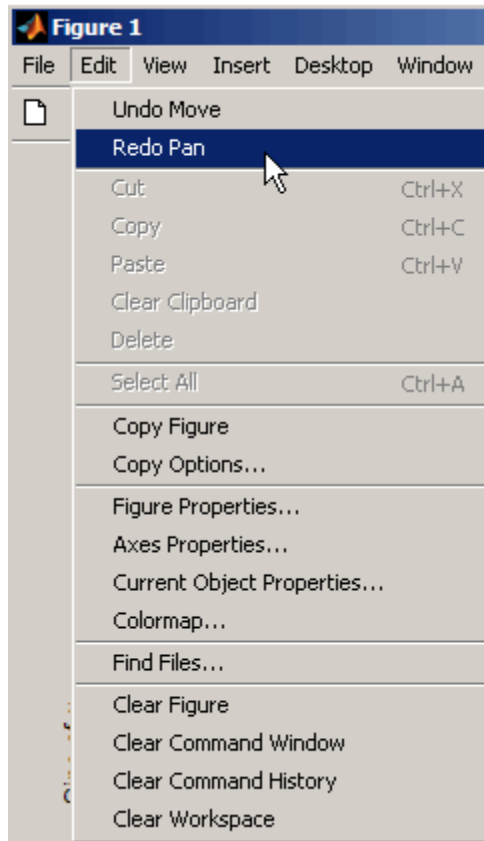 Figure 1
File Edit View Insert Desktop Window
Undo Move
Redo Pan
Cut Ctrl+X
Copy Ctrl+C
Paste Ctrl+V
Clear Clipboard
Delete
Select All Ctrl+A
Copy Figure
Copy Options...
Figure Properties...
Axes Properties...
Current Object Properties...
Colormap...
Find Files...
Clear Figure
Clear Command Window
Clear Command History
Clear Workspace